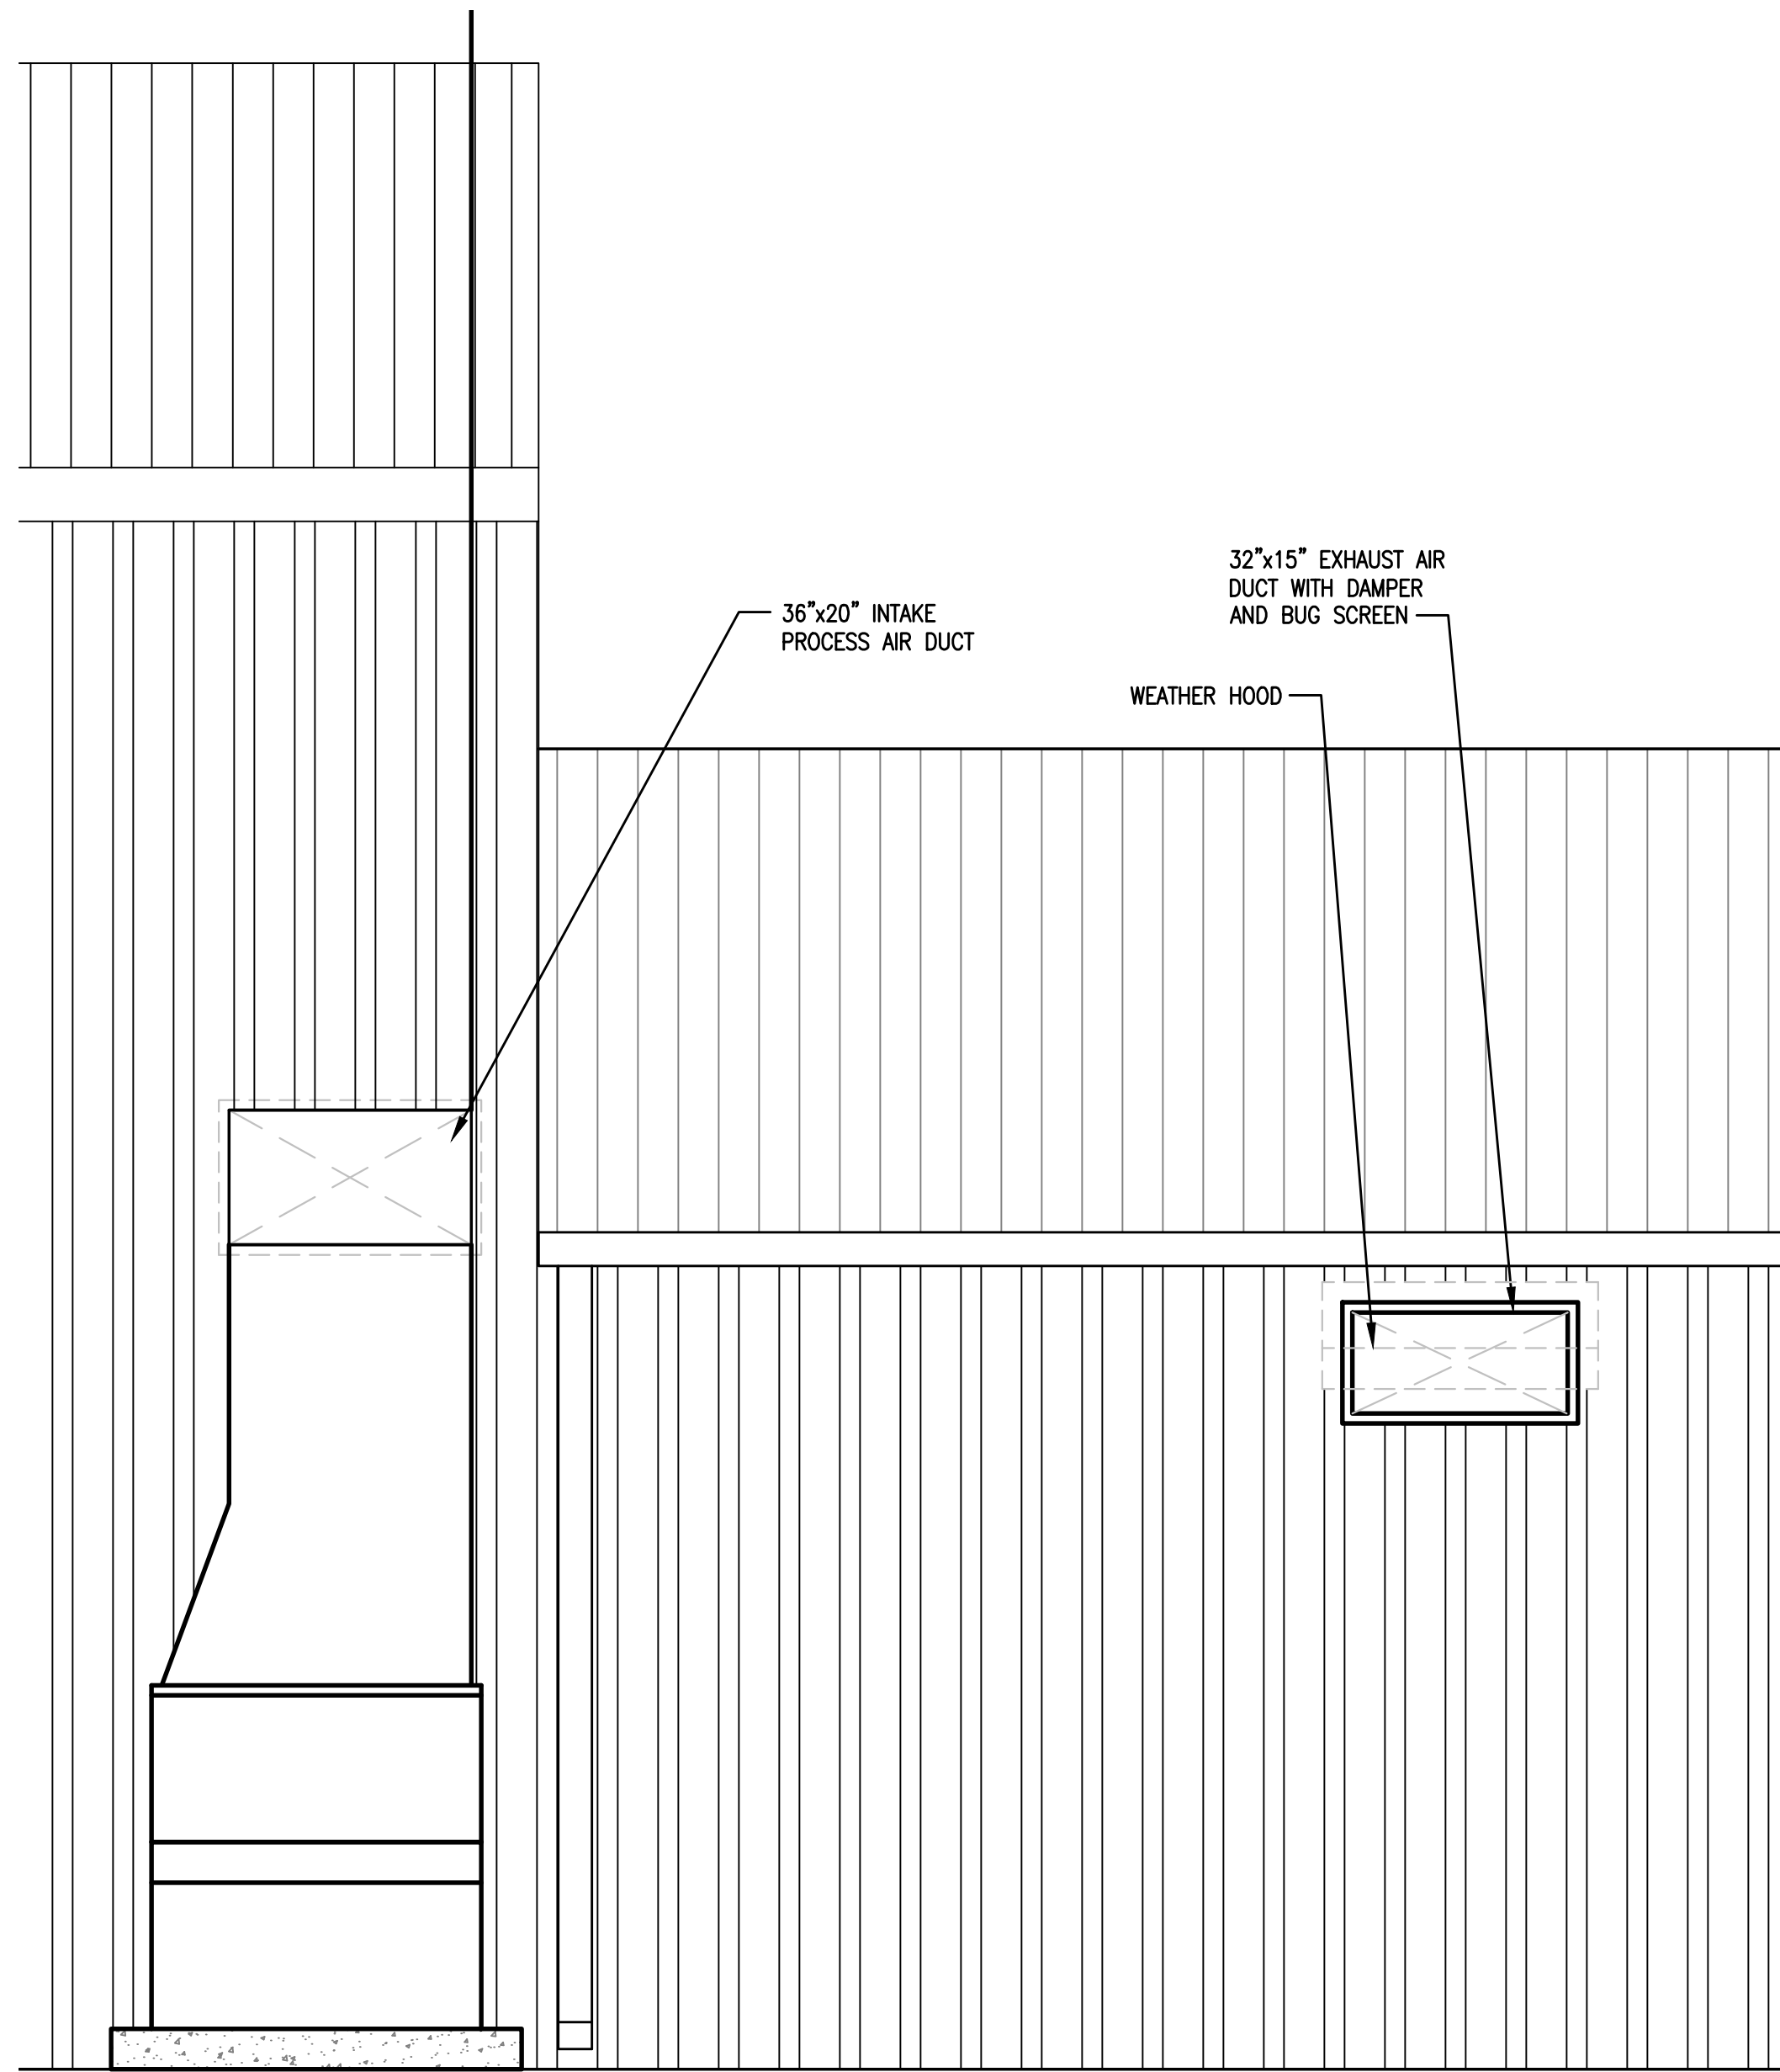 36”x20” INTAKE
PROCESS AIR DUCT
32”x15” EXHAUST AIR
DUCT WITH DAMPER
AND BUG SCREEN
WEATHER HOOD